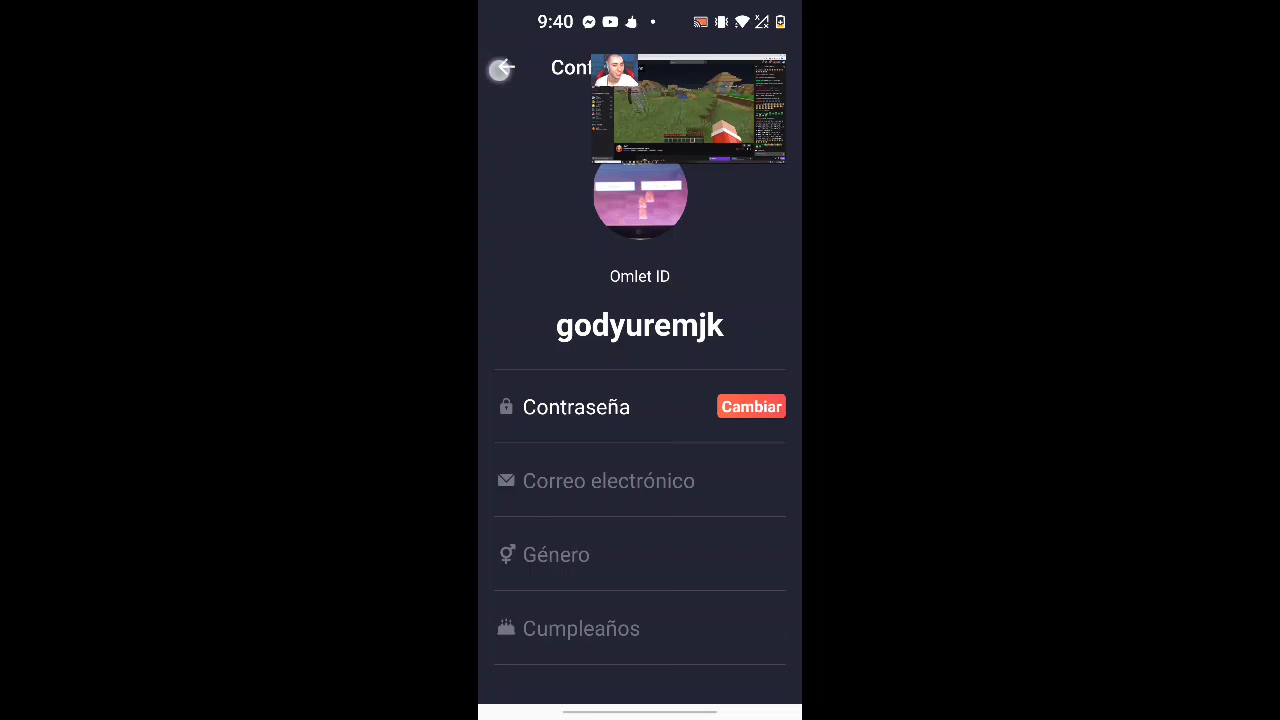 9:40
Conf
Omlet ID
godyuremjk
Contraseña
Cambiar
Correo electrónico
Género
Cumpleaños